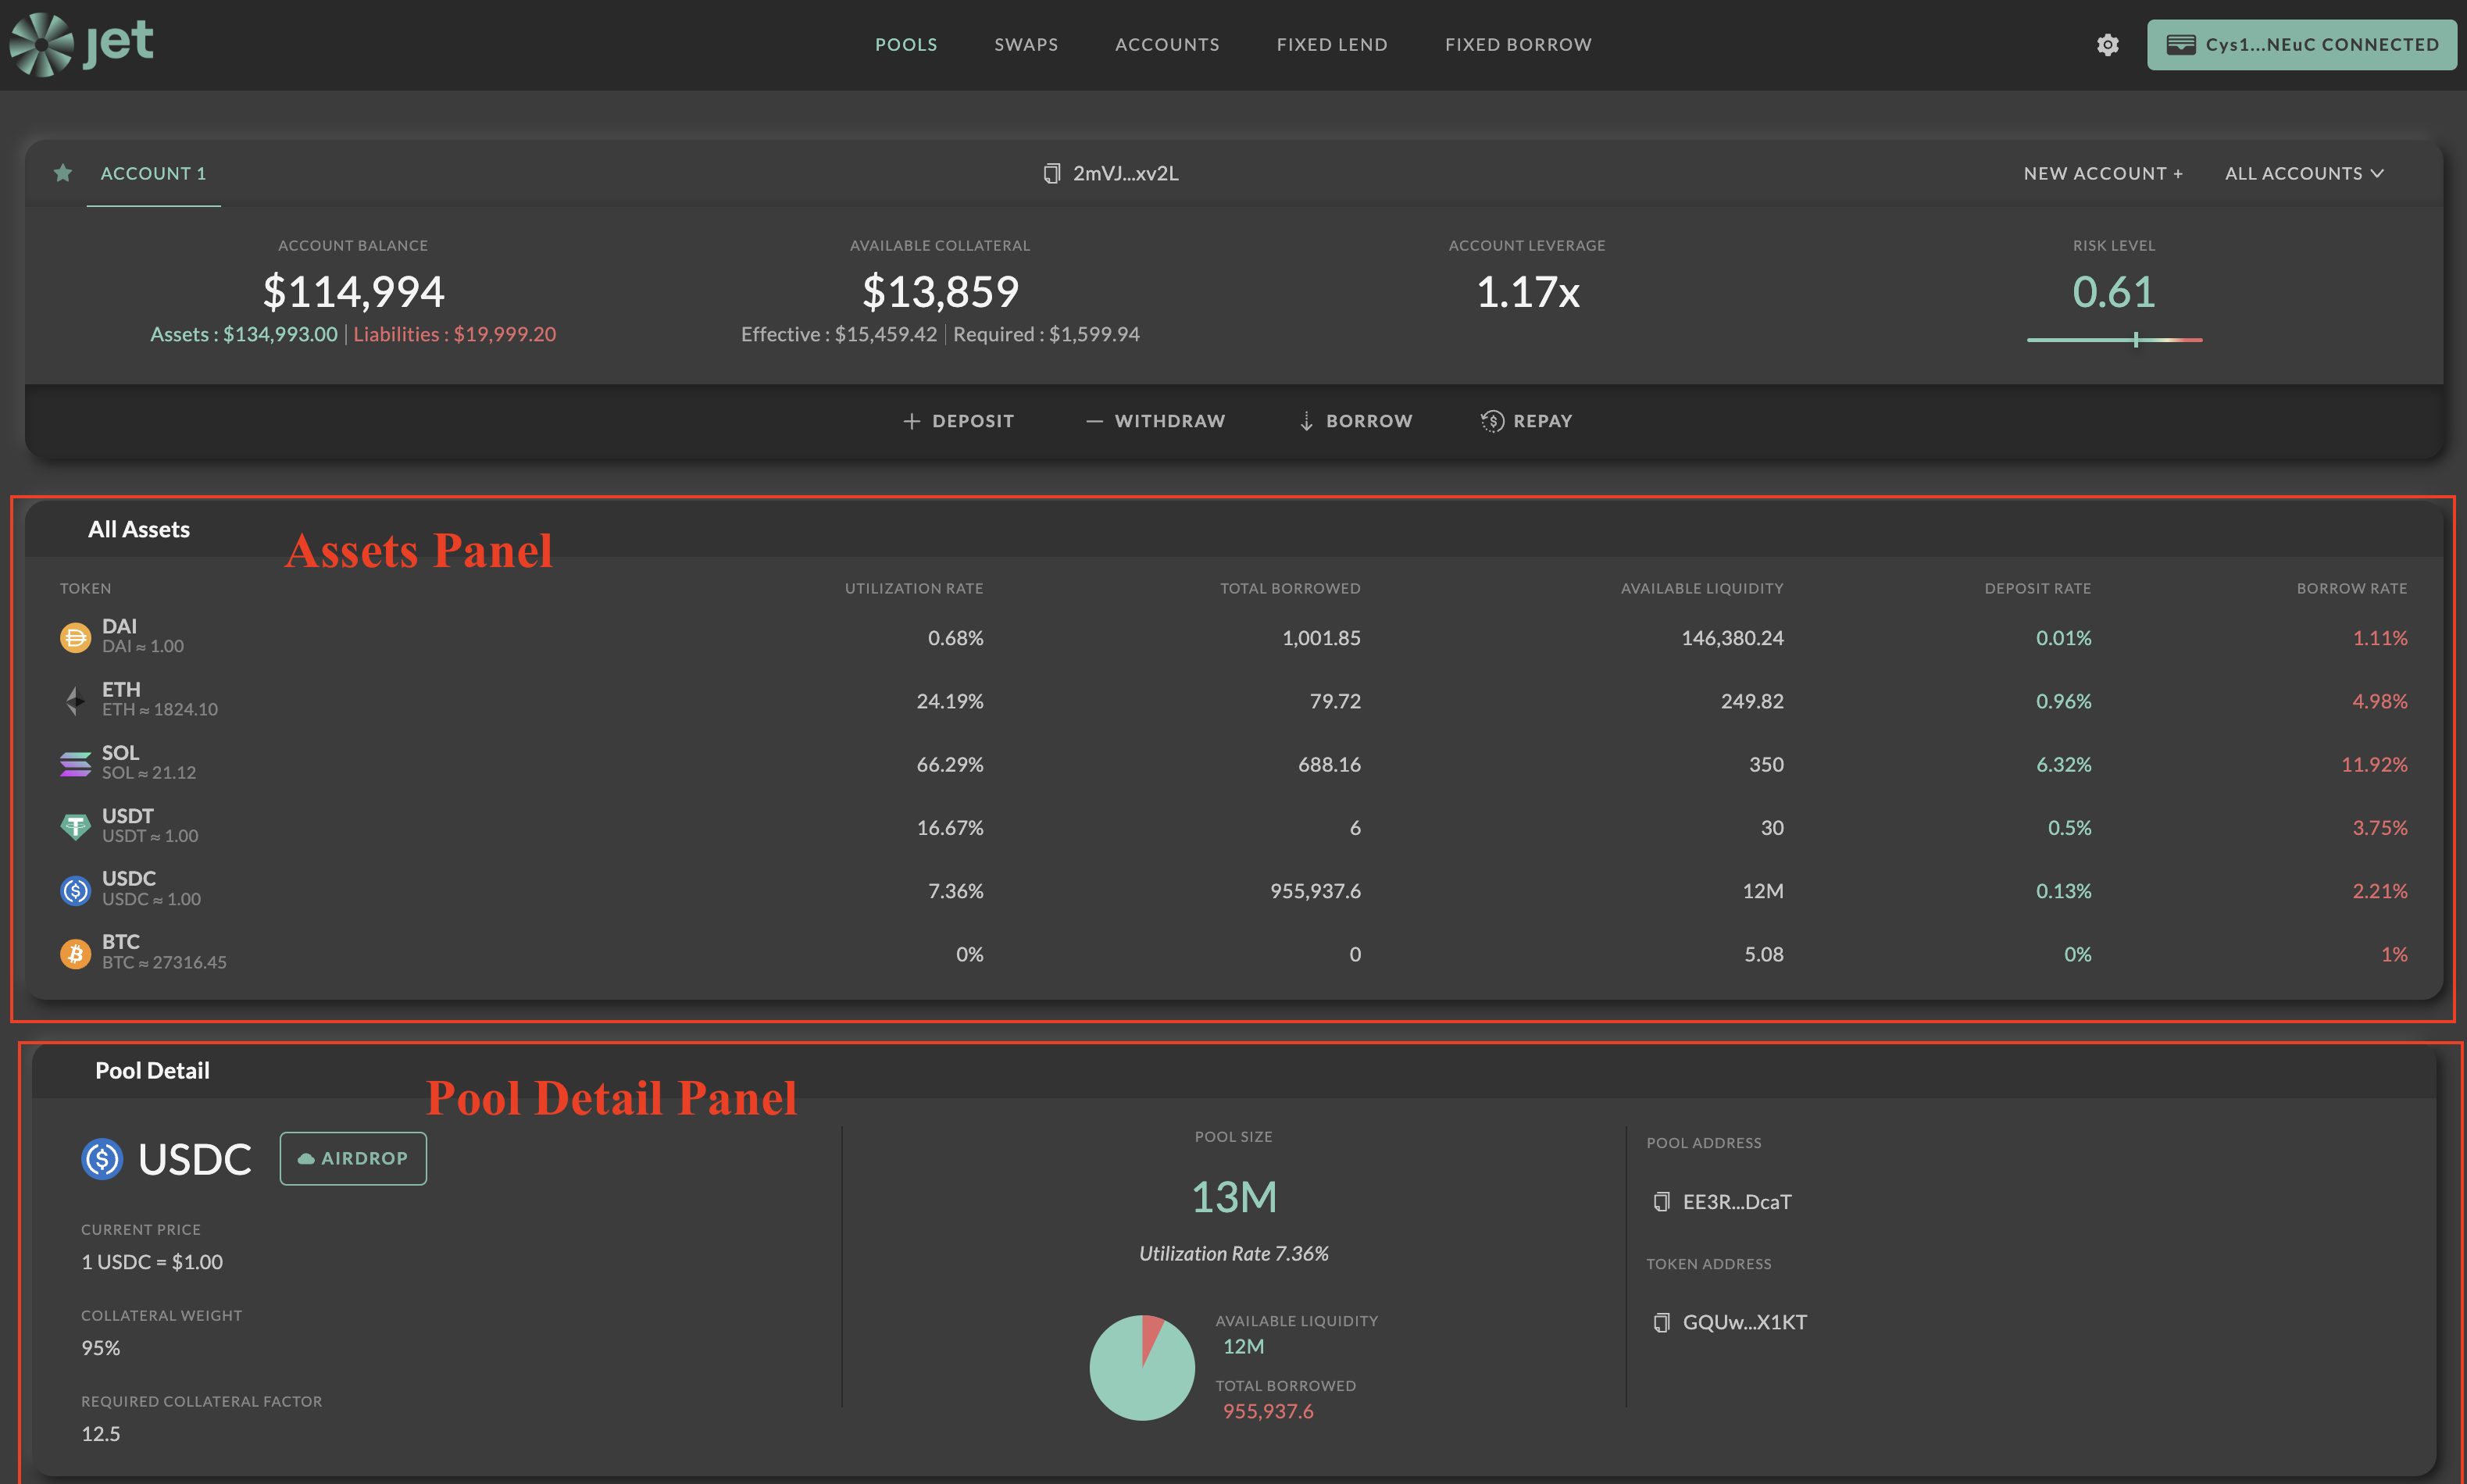 jet
POOLS SWAPS ACCOUNTS FIXED LEND FIXED BORROW
Cys1...NEuC CONNECTED
ACCOUNT 1
2mVJ...xv2L
NEW ACCOUNT + ALL ACCOUNTS
ACCOUNT BALANCE
$114,994
Assets : $134,993.00 | Liabilities : $19,999.20
AVAILABLE COLLATERAL
$13,859
Effective : $15,459.42 | Required : $1,599.94
ACCOUNT LEVERAGE
1.17x
RISK LEVEL
0.61
+ DEPOSIT — WITHDRAW BORROW REPAY
All Assets
Assets Panel
TOKEN UTILIZATION RATE TOTAL BORROWED AVAILABLE LIQUIDITY DEPOSIT RATE BORROW RATE
DAI
DAI ≈ 1.00
0.68% 1,001.85 146,380.24 0.01% 1.11%
ETH
ETH ≈ 1824.10
24.19% 79.72 249.82 0.96% 4.98%
SOL
SOL ≈ 21.12
66.29% 688.16 350 6.32% 11.92%
USDT
USDT ≈ 1.00
16.67% 6 30 0.5% 3.75%
USDC
USDC ≈ 1.00
7.36% 955,937.6 12M 0.13% 2.21%
BTC
BTC ≈ 27316.45
0% 0 5.08 0% 1%
Pool Detail
Pool Detail Panel
USDC
AIRDROP
CURRENT PRICE
1 USDC = $1.00
COLLATERAL WEIGHT
95%
REQUIRED COLLATERAL FACTOR
12.5
POOL SIZE
13M
Utilization Rate 7.36%
AVAILABLE LIQUIDITY
12M
TOTAL BORROWED
955,937.6
POOL ADDRESS
EE3R...DcaT
TOKEN ADDRESS
GQUw...X1KT